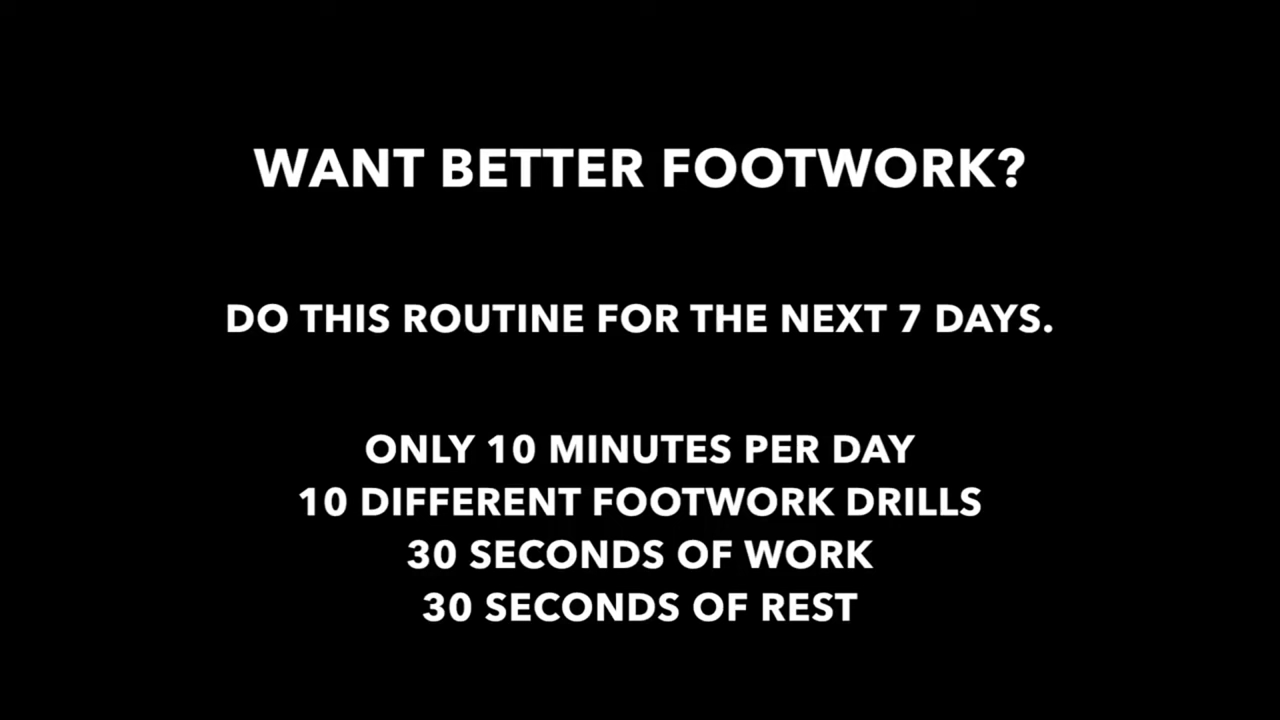 WANT BETTER FOOTWORK?
DO THIS ROUTINE FOR THE NEXT 7 DAYS.
ONLY 10 MINUTES PER DAY
10 DIFFERENT FOOTWORK DRILLS
30 SECONDS OF WORK
30 SECONDS OF REST